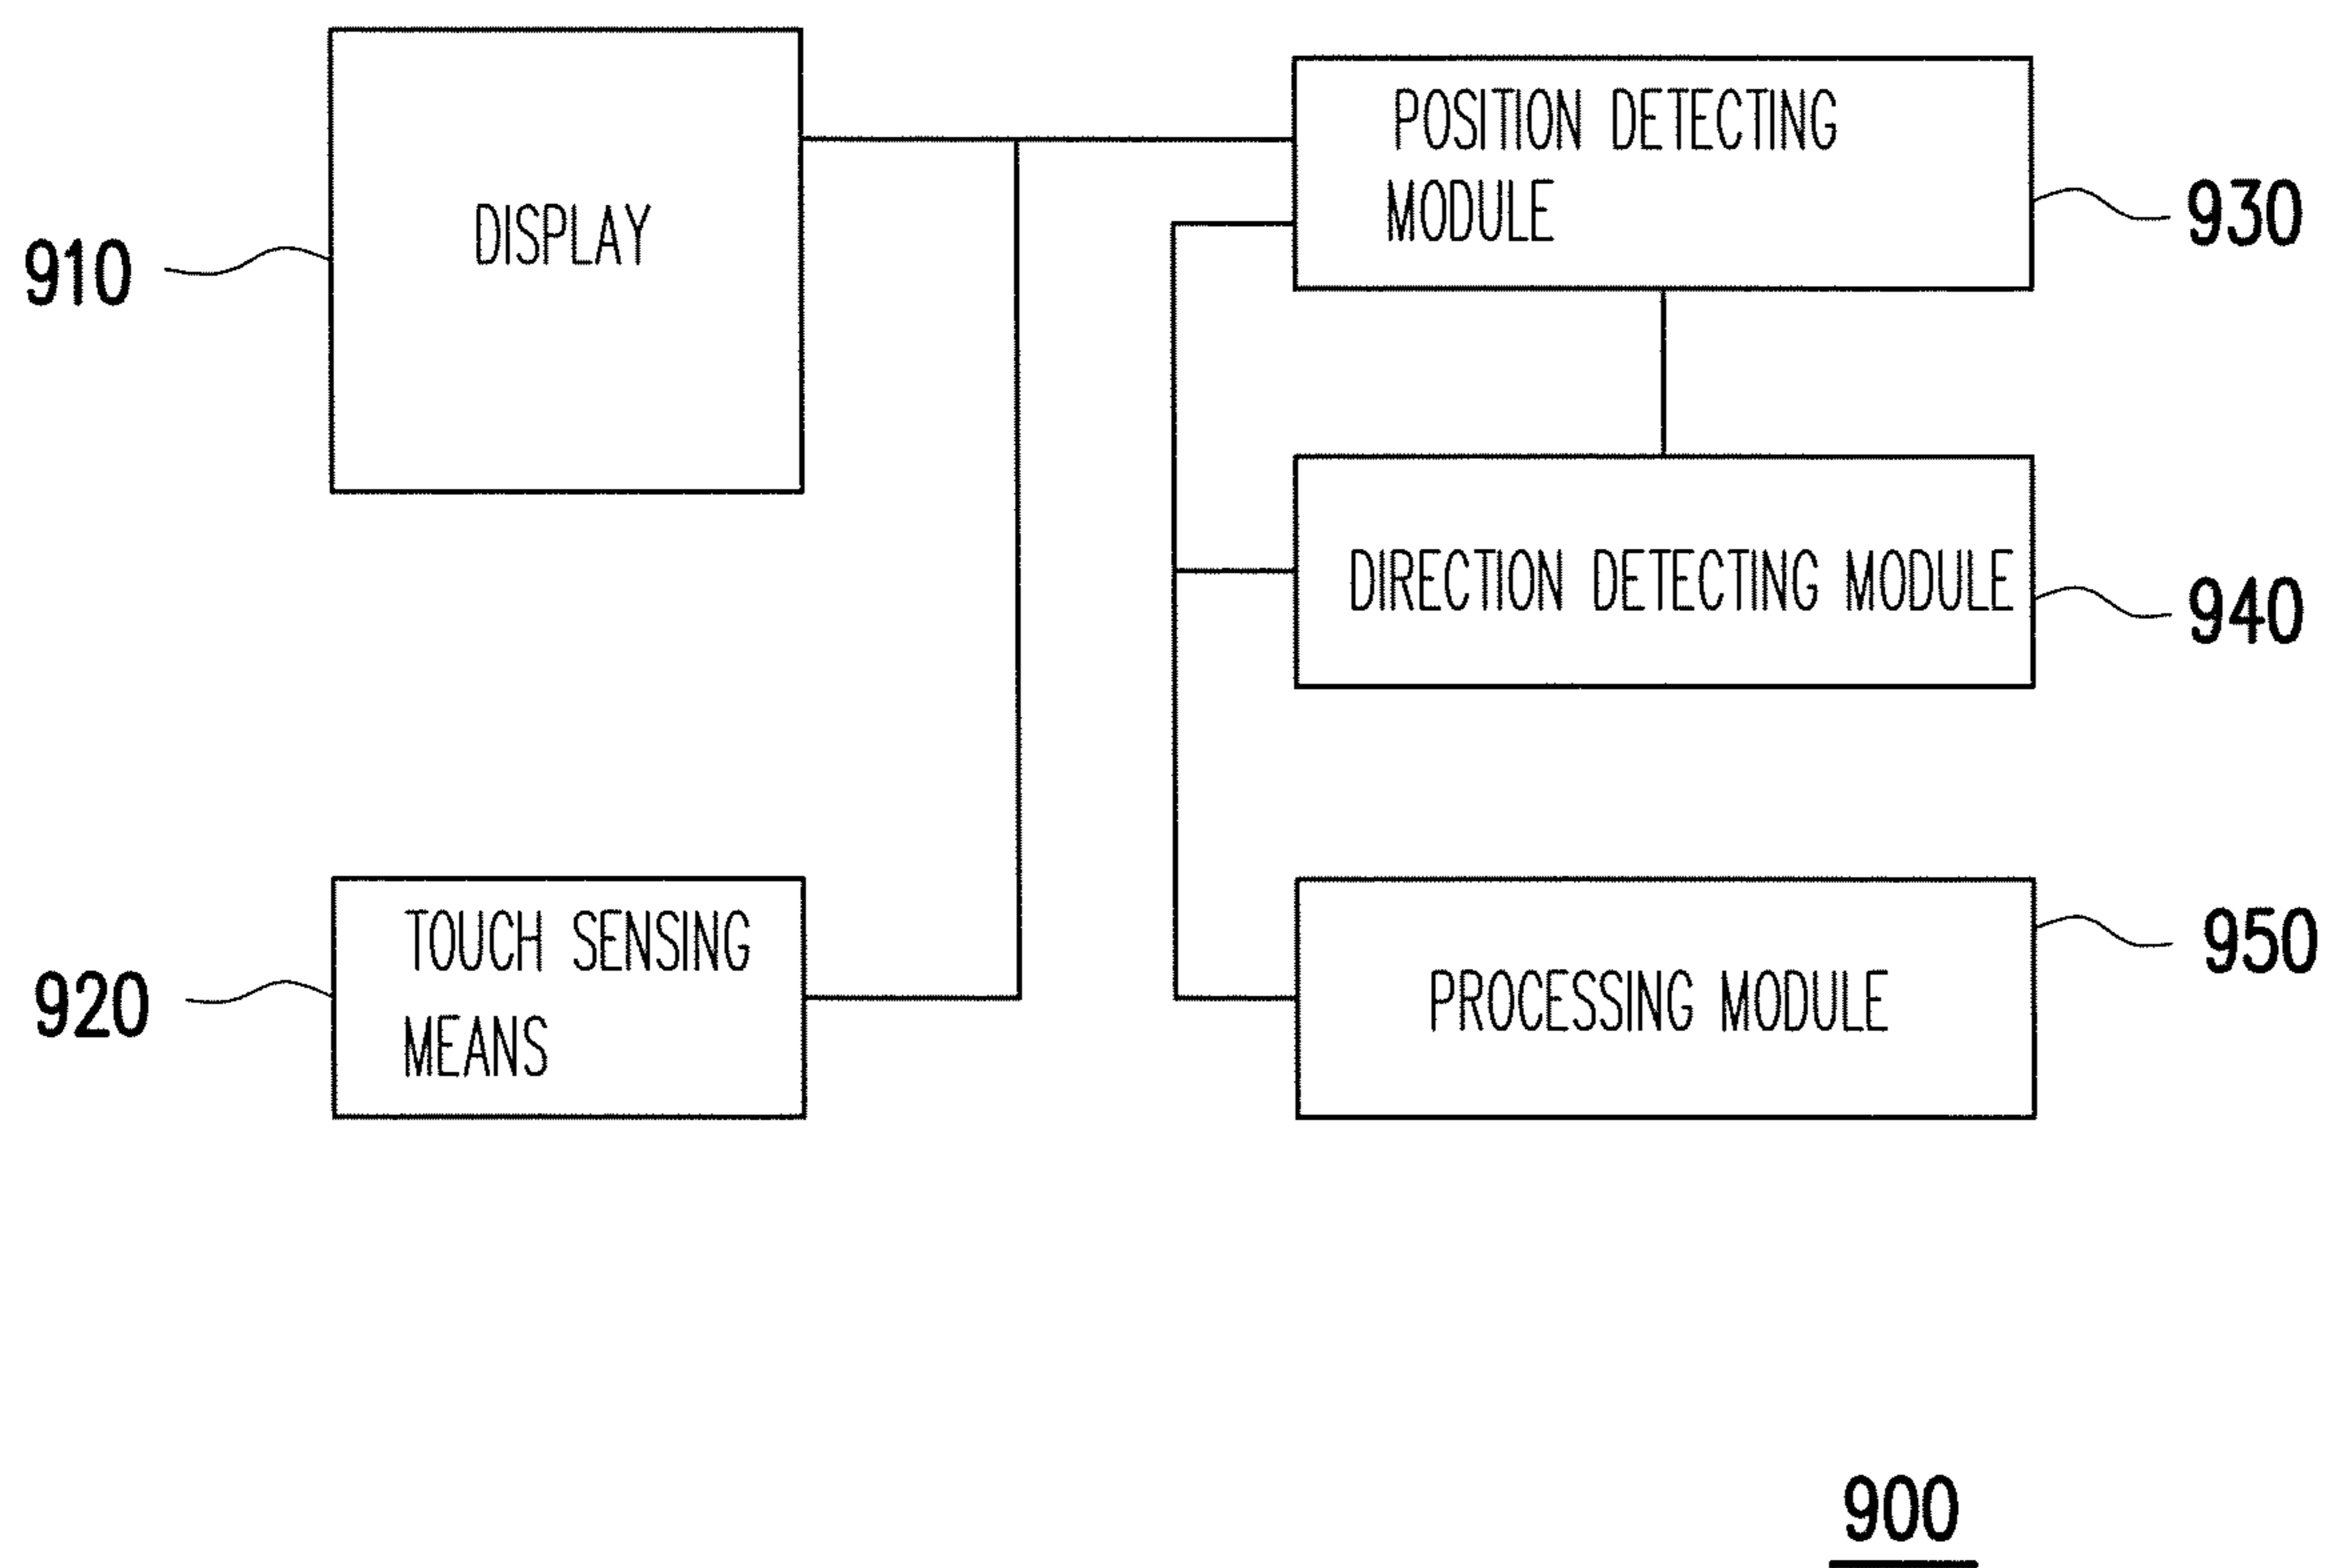 DISPLAY
910
POSITION DETECTING
MODULE
930
DIRECTION DETECTING MODULE
940
TOUCH SENSING
MEANS
920
PROCESSING MODULE
950
900